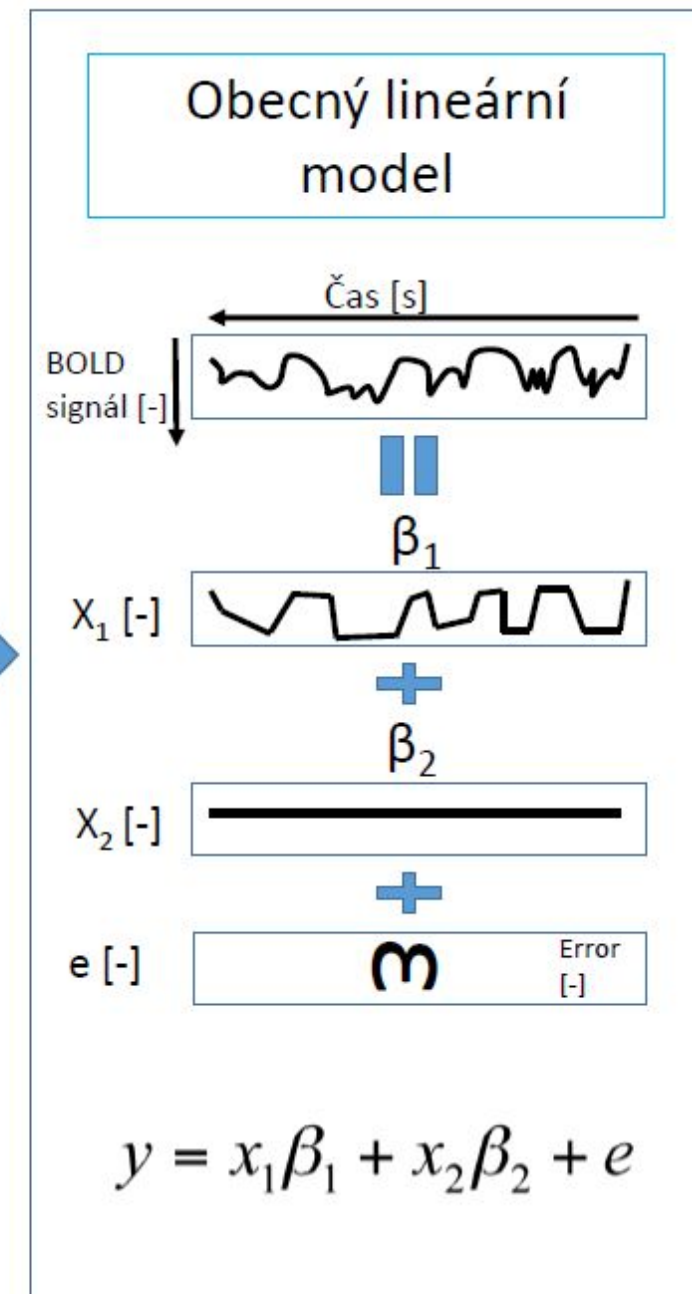 Obecný lineární
model
Čas [s]
BOLD
signál [-]
β₁
X₁ [-]
β₂
X₂ [-]
e [-]
ε
Error
[-]
y = x₁β₁ + x₂β₂ + e